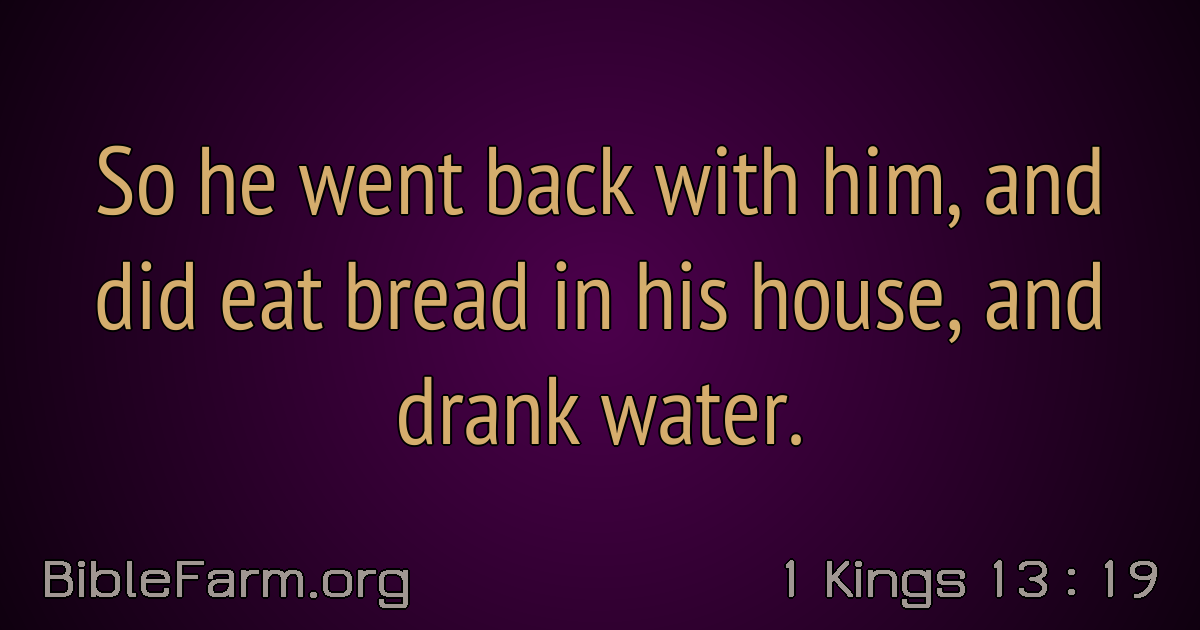 So he went back with him, and
did eat bread in his house, and
drank water.
BibleFarm.org
1 Kings 13:19